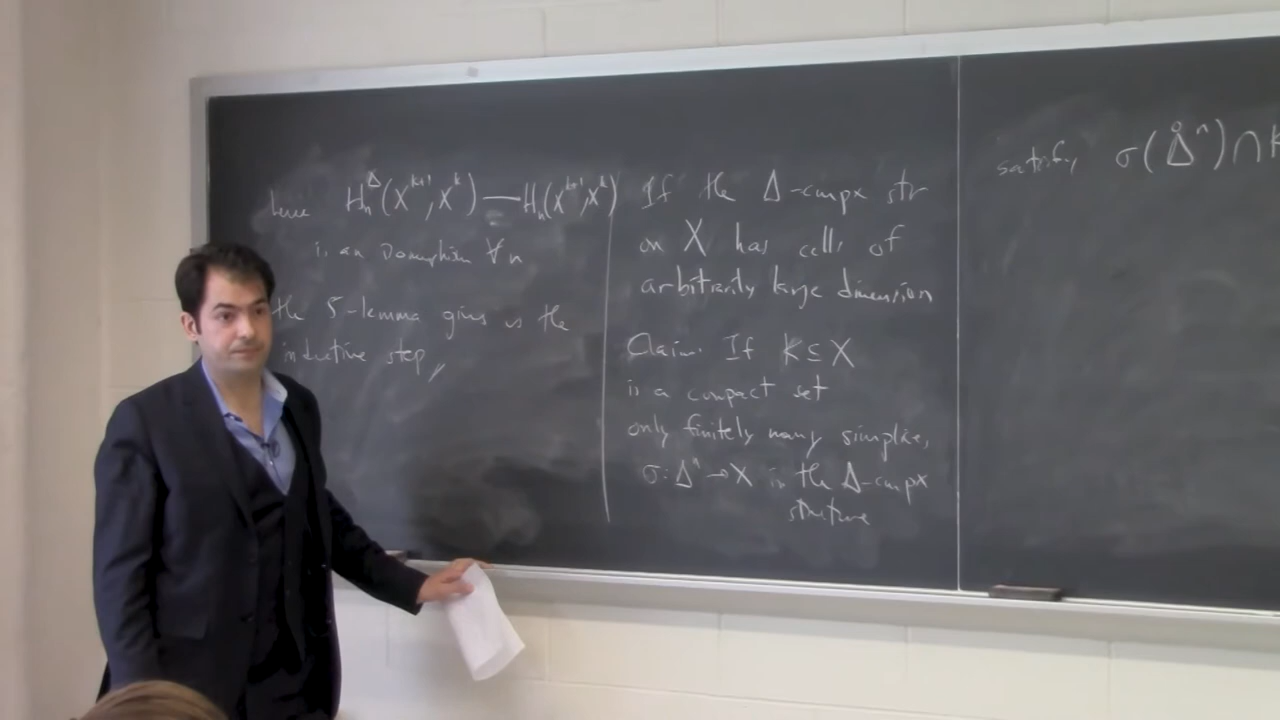 hence H_n^Δ(X^{k+1}, X^k) — H_n(X^{k+1}, X^k)
is an isomorphism ∀n
the 5-lemma gives us the
inductive step,
If the Δ-cmpx str
on X has cells of
arbitrarily large dimension
Claim: If K ⊆ X
is a compact set
only finitely many simplices,
σ: Δ^n → X in the Δ-cmpx
structure
satisfy σ(Δ̊^n) ∩ K